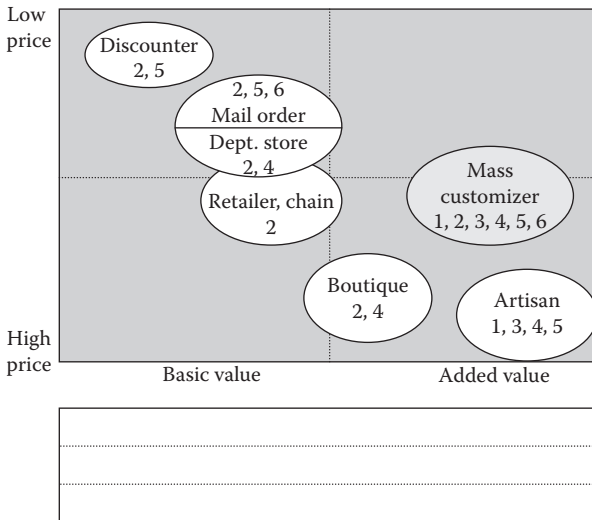 Low
price
Discounter
2, 5
2, 5, 6
Mail order
Dept. store
2, 4
Retailer, chain
2
Mass
customizer
1, 2, 3, 4, 5, 6
Boutique
2, 4
Artisan
1, 3, 4, 5
High
price
Basic value
Added value